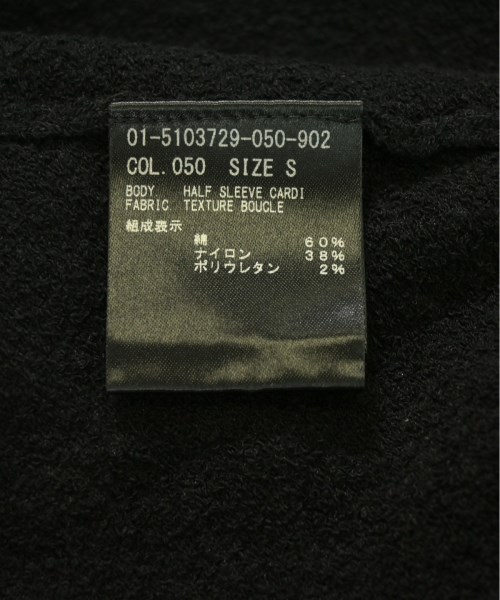 01-5103729-050-902
COL.050 SIZE S
BODY HALF SLEEVE CARDI
FABRIC TEXTURE BOUCLE
組成表示
綿 60%
ナイロン 38%
ポリウレタン 2%